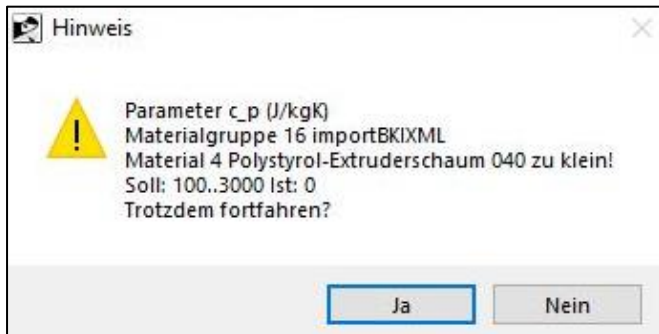 Hinweis
Parameter c_p (J/kgK)
Materialgruppe 16 importBKIXML
Material 4 Polystyrol-Extruderschaum 040 zu klein!
Soll: 100..3000 Ist: 0
Trotzdem fortfahren?
Ja
Nein